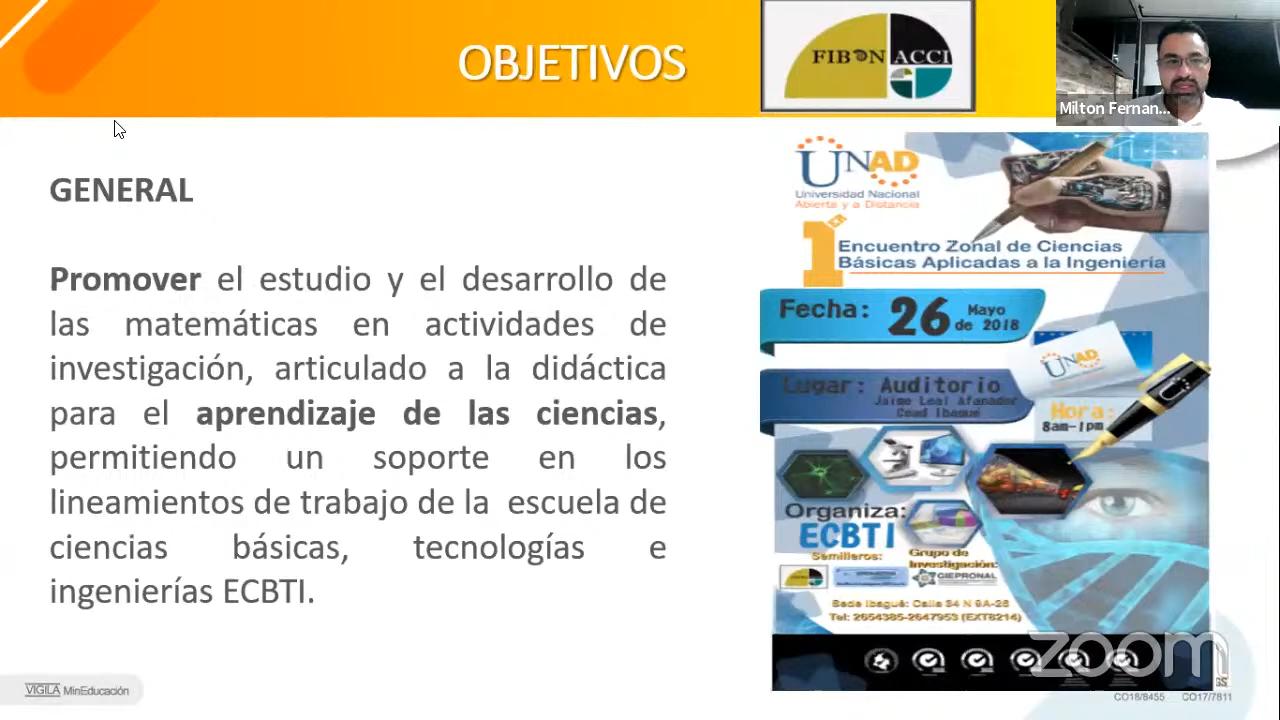 OBJETIVOS
FIBONACCI
Milton Fernan...
GENERAL
Promover el estudio y el desarrollo de
las matemáticas en actividades de
investigación, articulado a la didáctica
para el aprendizaje de las ciencias,
permitiendo un soporte en los
lineamientos de trabajo de la escuela de
ciencias básicas, tecnologías e
ingenierías ECBTI.
UNAD
Universidad Nacional
Abierta y a Distancia
1er Encuentro Zonal de Ciencias
Básicas Aplicadas a la Ingeniería
Fecha: 26 Mayo
de 2018
UNAD
Lugar: Auditorio
Jaime Leal Afanador
Cead Ibague
Hora:
8am-1pm
Organiza:
ECBTI
Semilleros:
Grupo de
Investigación:
GIEPRONAL
Sede Ibagué: Calle 34 N 9A-26
Tel: 2654385-2647953 (EXT8214)
zoom
VIGILA MinEducación
CO18/8455 CO17/7811